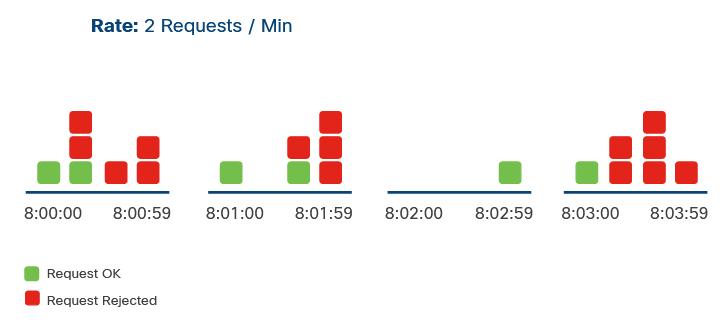 Rate: 2 Requests / Min
8:00:00 8:00:59 8:01:00 8:01:59 8:02:00 8:02:59 8:03:00 8:03:59
Request OK
Request Rejected